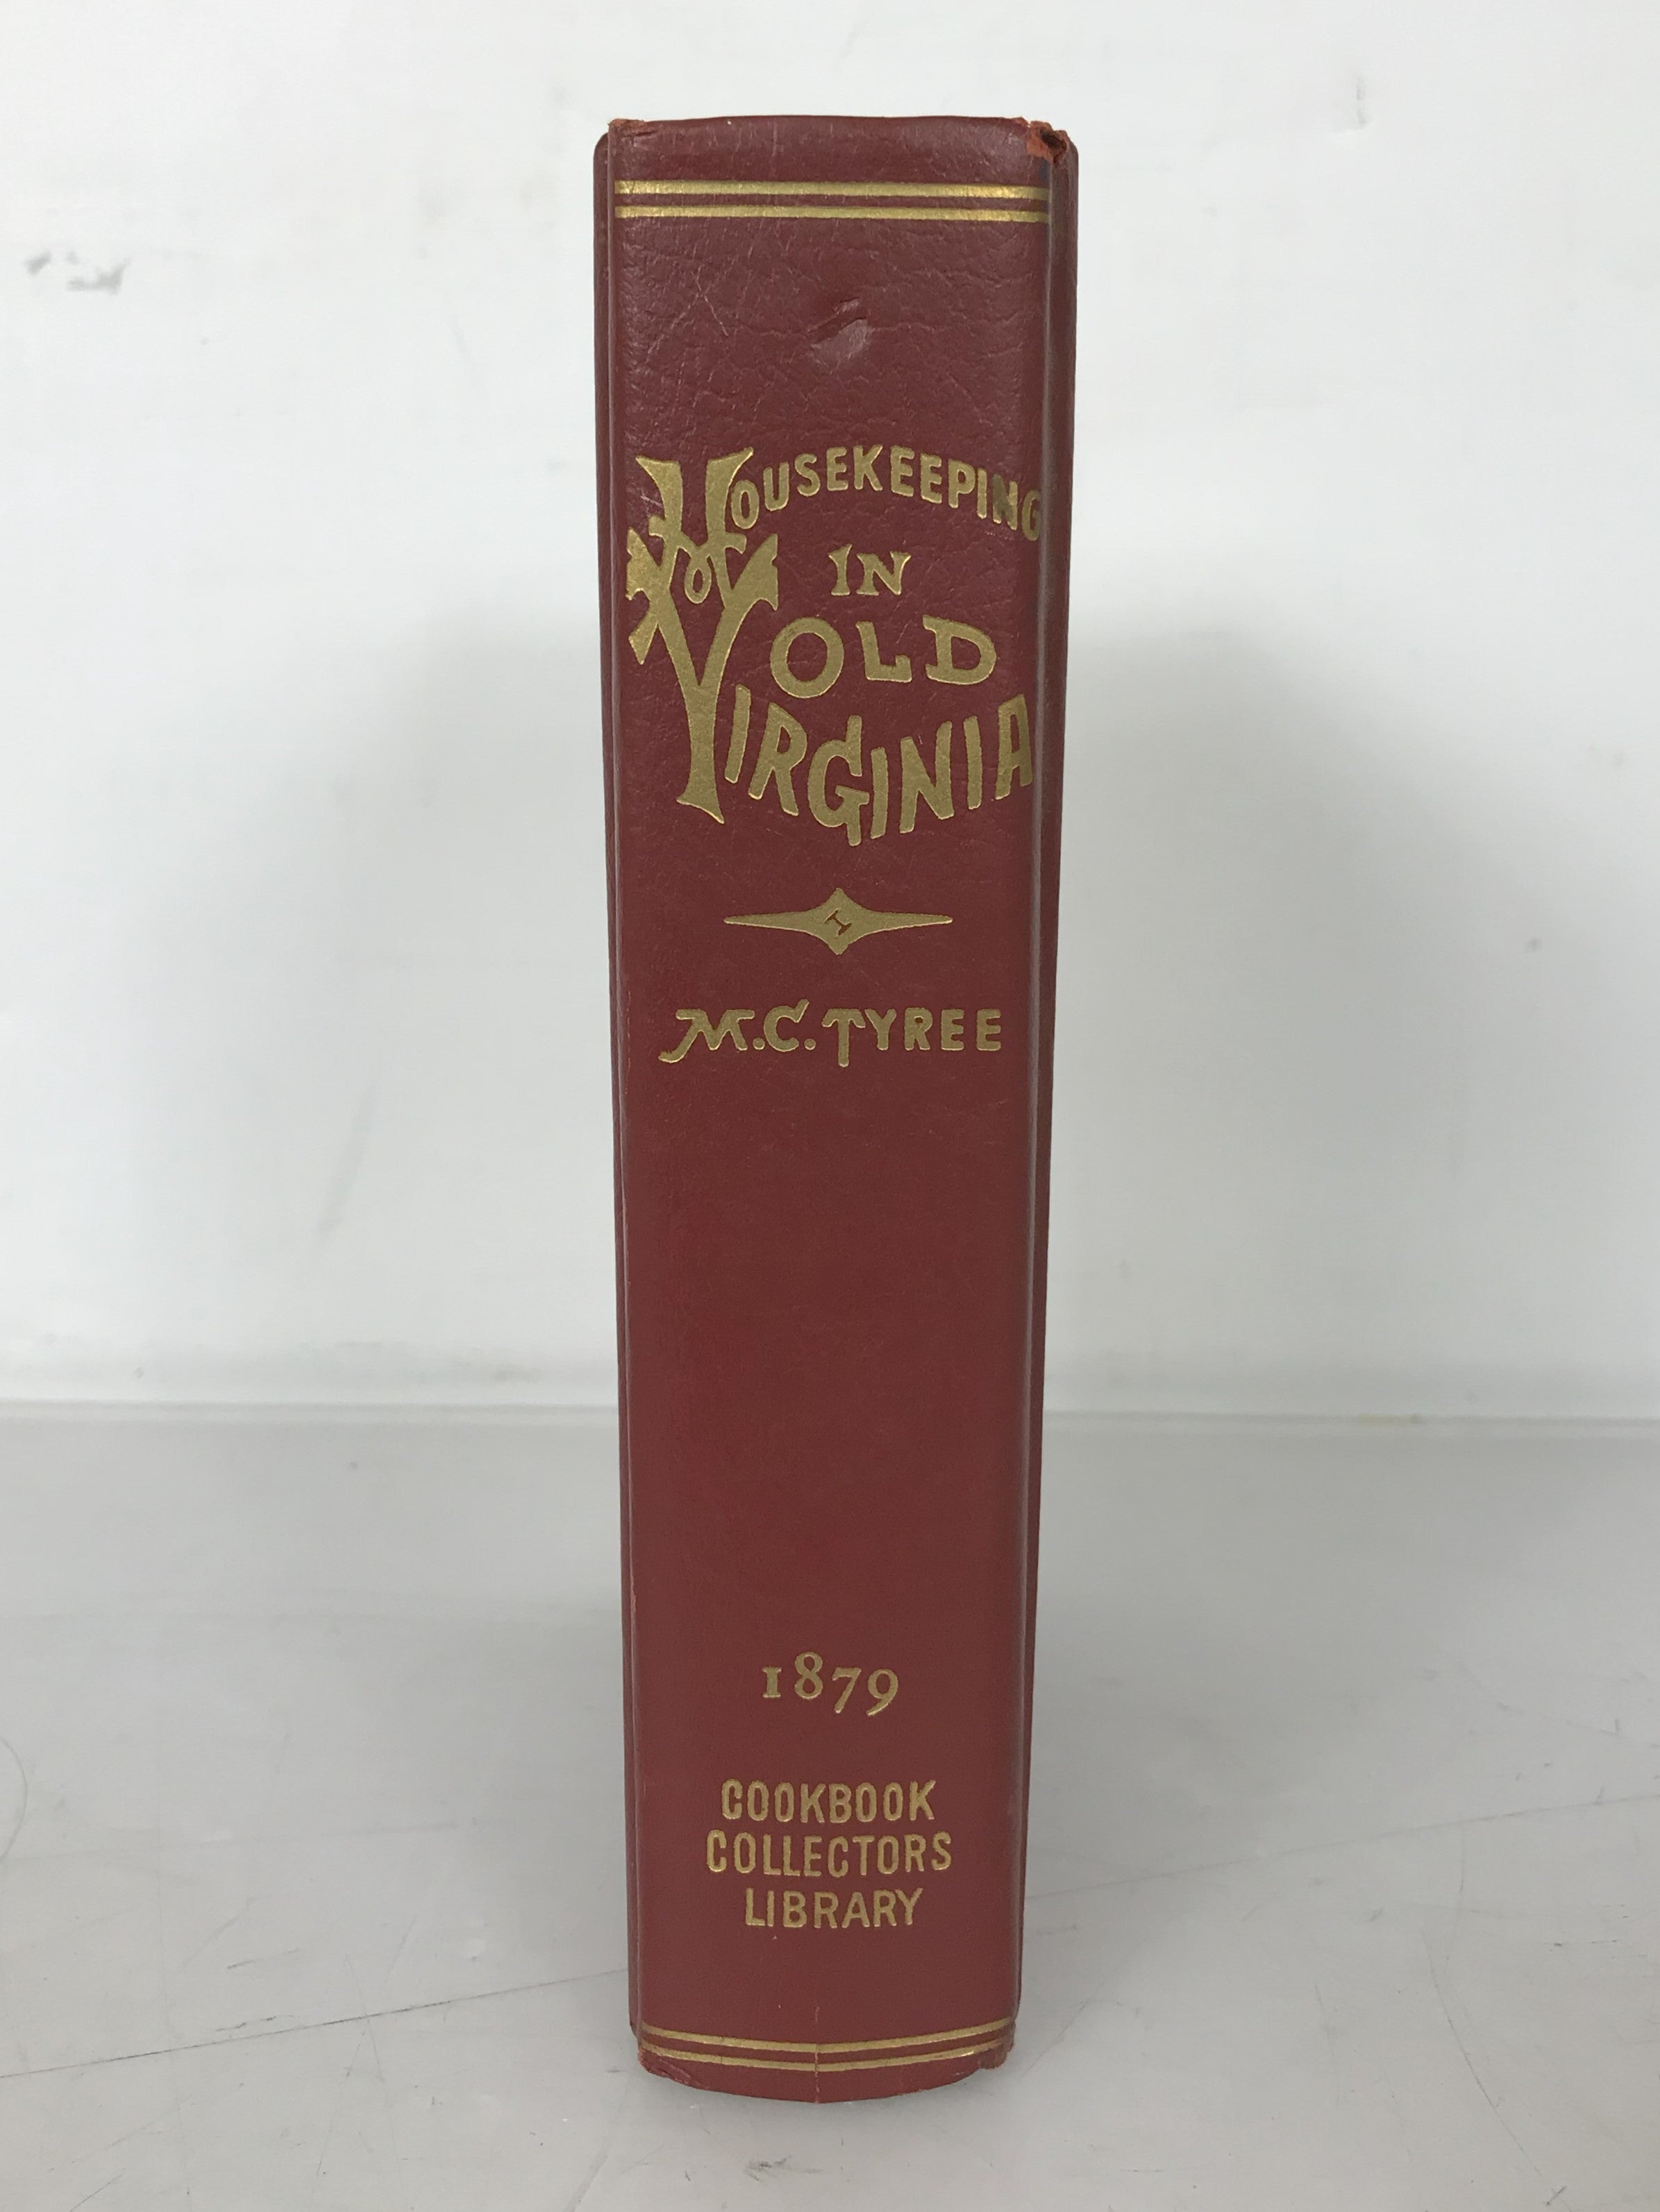 HOUSEKEEPING
IN
OLD
VIRGINIA
H
M.C. TYREE
1879
COOKBOOK
COLLECTORS
LIBRARY